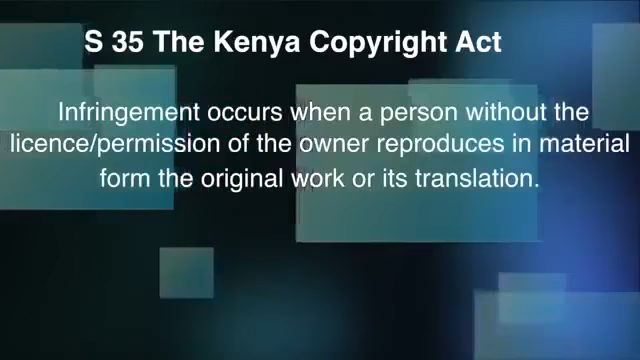 S 35 The Kenya Copyright Act
Infringement occurs when a person without the
licence/permission of the owner reproduces in material
form the original work or its translation.